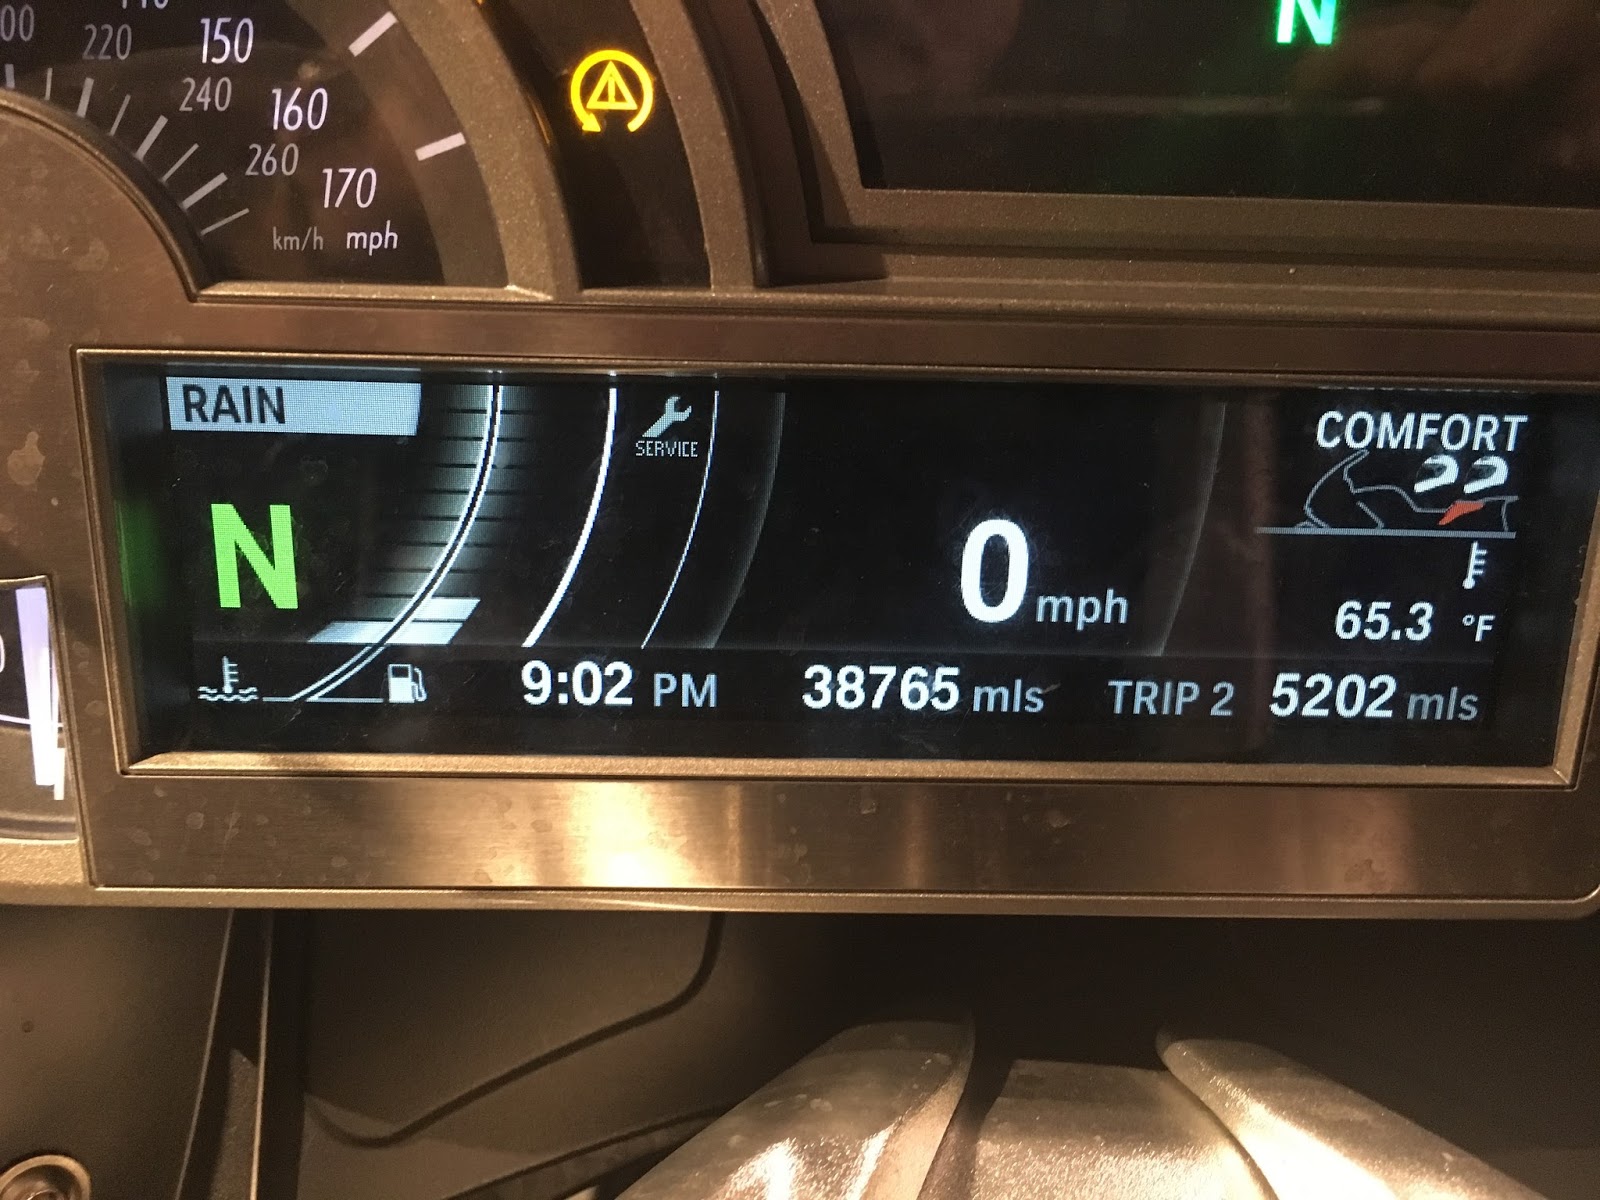 220 150
240 160
260 170
km/h mph
N
RAIN
SERVICE
COMFORT
N
0 mph
65.3 °F
9:02 PM 38765 mls TRIP 2 5202 mls